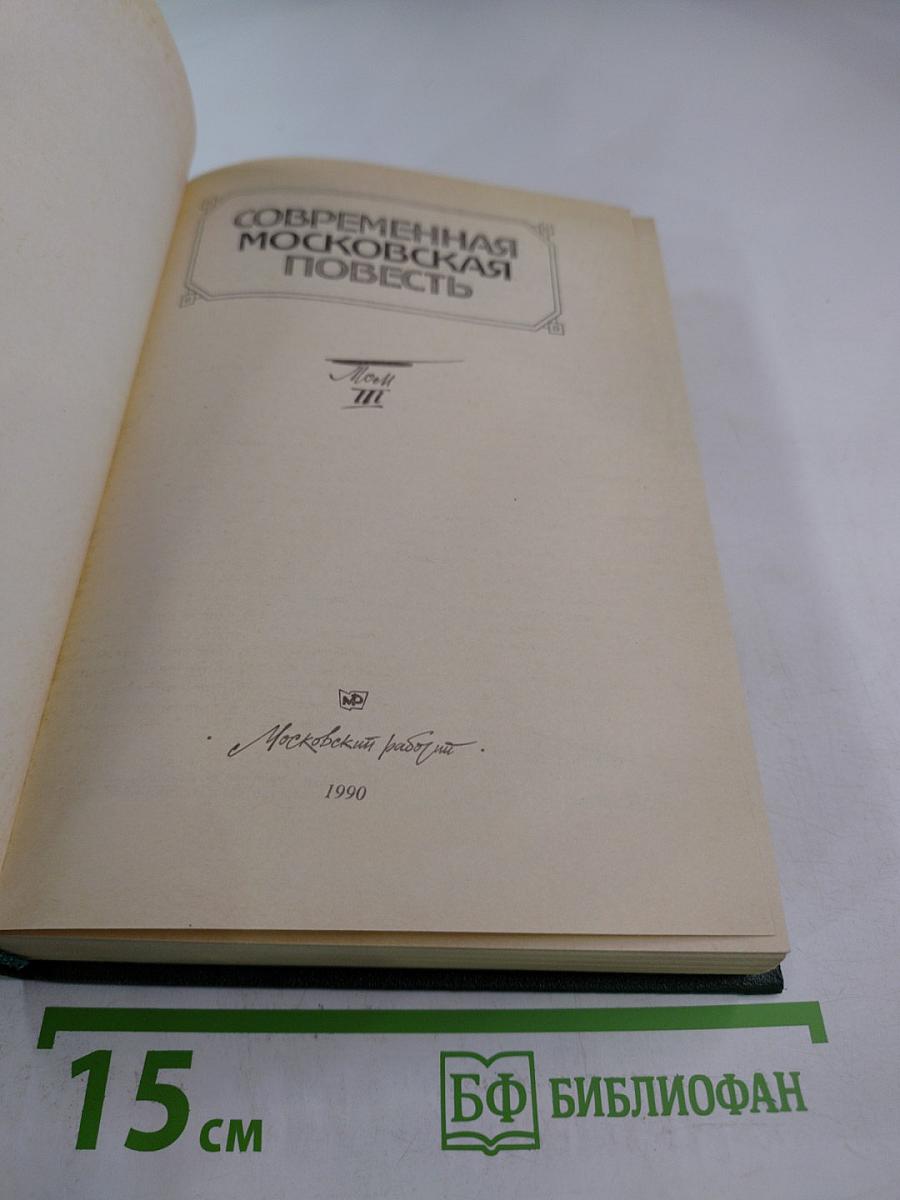 СОВРЕМЕННАЯ
МОСКОВСКАЯ
ПОВЕСТЬ
Том
III
МР
Московский рабочий
1990
15 см
БФ БИБЛИОФАН